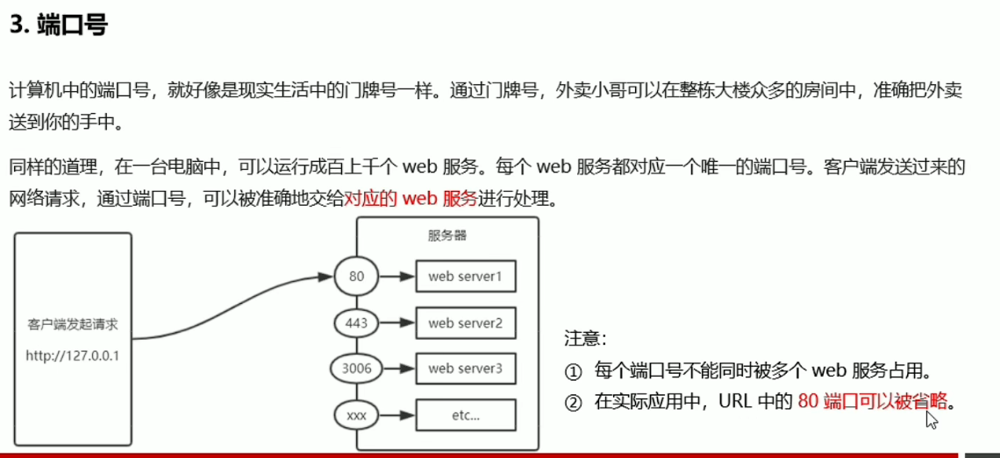 3. 端口号
计算机中的端口号，就好像是现实生活中的门牌号一样。通过门牌号，外卖小哥可以在整栋大楼众多的房间中，准确把外卖
送到你的手中。
同样的道理，在一台电脑中，可以运行成百上千个 web 服务。每个 web 服务都对应一个唯一的端口号。客户端发送过来的
网络请求，通过端口号，可以被准确地交给对应的 web 服务进行处理。
客户端发起请求
http://127.0.0.1
服务器
80
web server1
443
web server2
3006
web server3
xxx
etc...
注意：
① 每个端口号不能同时被多个 web 服务占用。
② 在实际应用中，URL 中的 80 端口可以被省略。